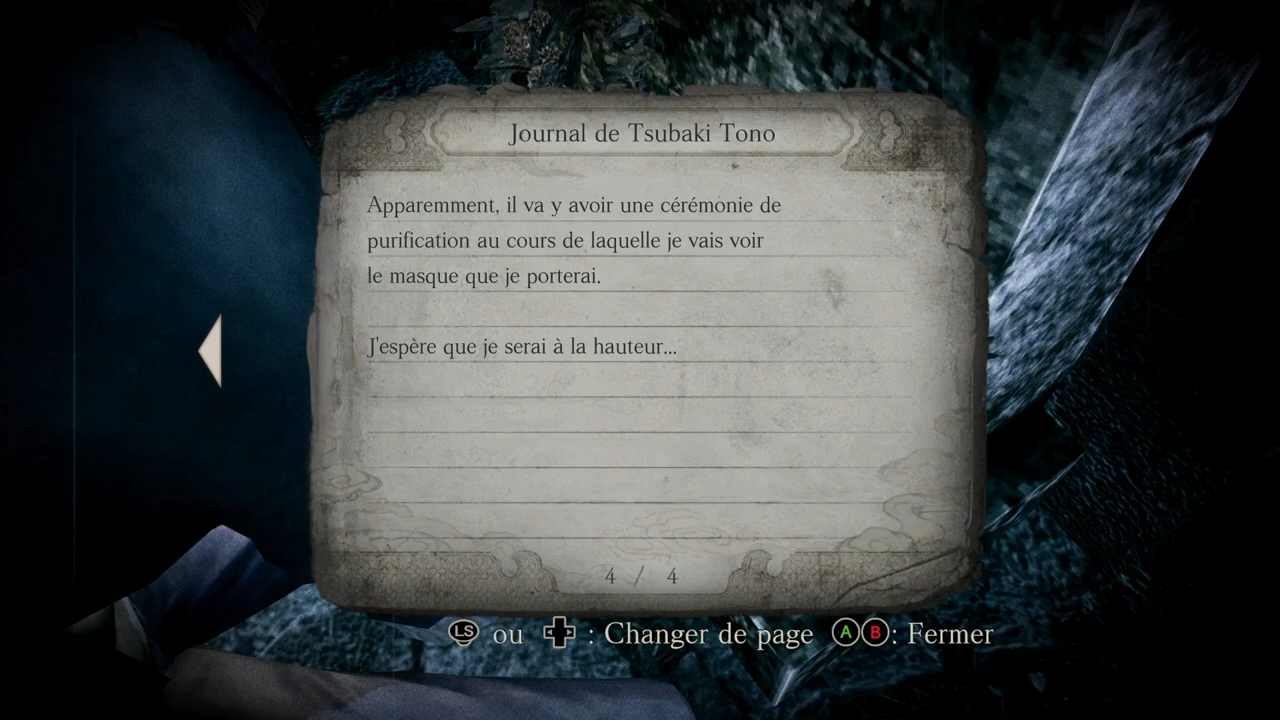 Journal de Tsubaki Tono
Apparemment, il va y avoir une cérémonie de
purification au cours de laquelle je vais voir
le masque que je porterai.
J'espère que je serai à la hauteur...
4 / 4
LS ou : Changer de page A B : Fermer